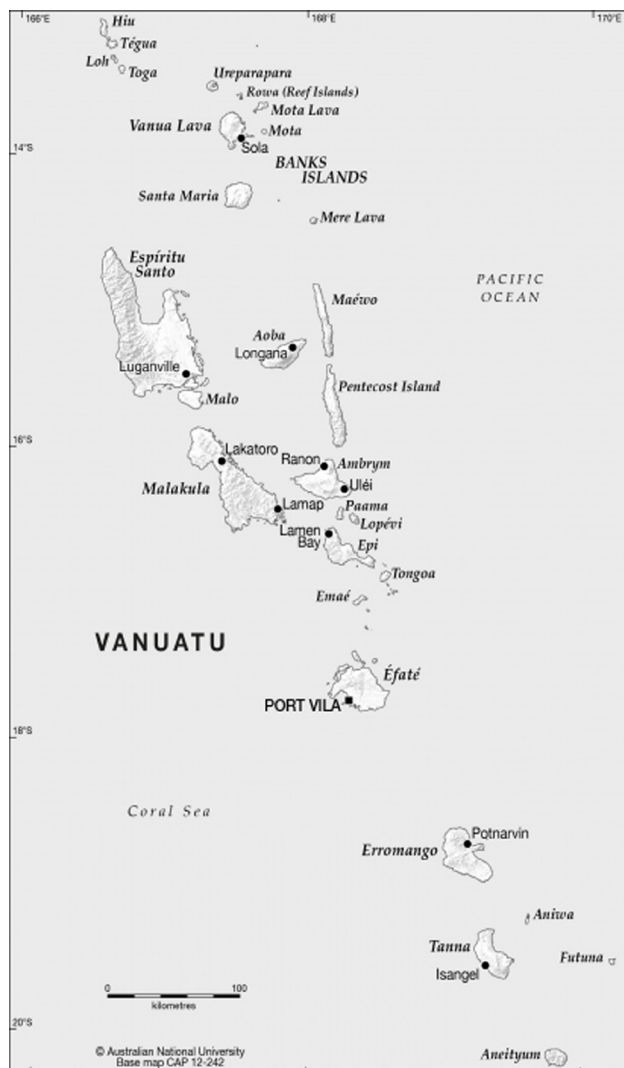 166°E
168°E
170°E
Hiu
Tégua
Loh
Toga
Ureparapara
Rowa (Reef Islands)
Mota Lava
Vanua Lava
Mota
Sola
14°S
BANKS
ISLANDS
Santa Maria
Mere Lava
Espíritu
Santo
PACIFIC
OCEAN
Maéwo
Aoba
Longana
Luganville
Pentecost Island
Malo
16°S
Lakatoro
Ranon
Ambrym
Malakula
Uléi
Lamap
Paama
Lopévi
Lamen
Bay
Epi
Tongoa
Emaé
VANUATU
Éfaté
PORT VILA
18°S
Coral Sea
Potnarvin
Erromango
Aniwa
Tanna
Futuna
Isangel
0
100
kilometres
20°S
© Australian National University
Base map CAP 12-242
Aneityum